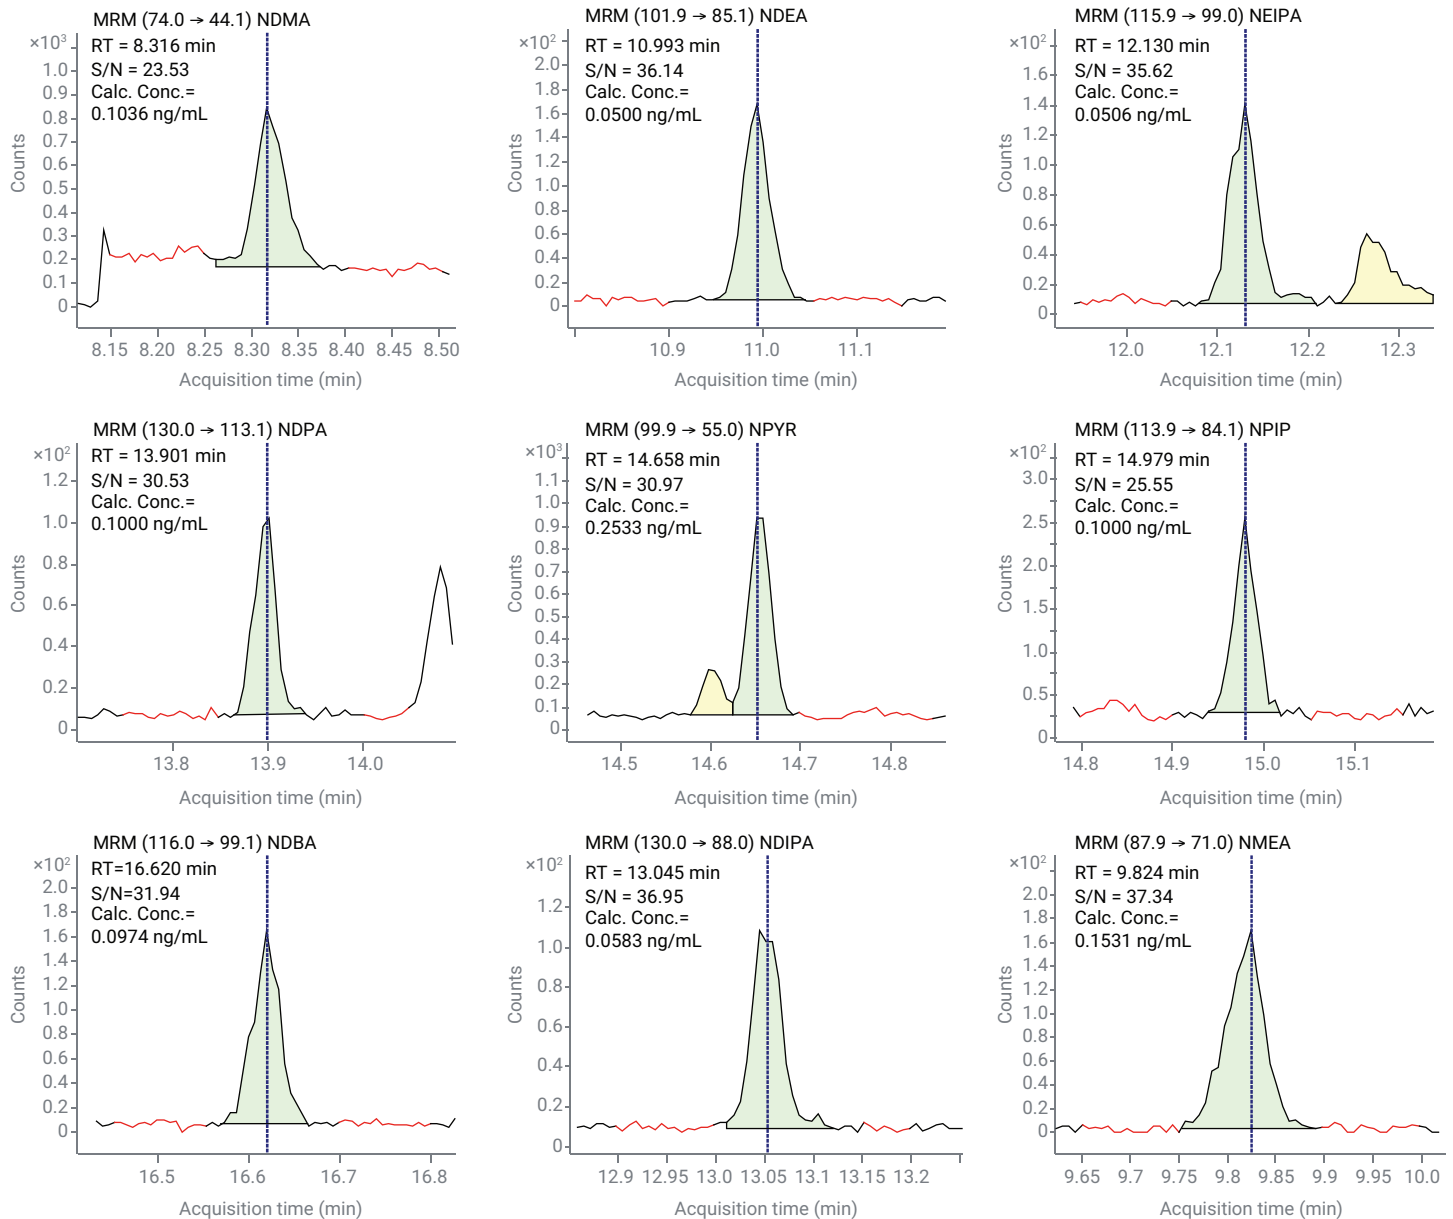 MRM (74.0 → 44.1) NDMA
×10³
RT = 8.316 min
S/N = 23.53
Calc. Conc.=
0.1036 ng/mL
1.0
0.9
0.8
0.7
0.6
0.5
0.4
0.3
0.2
0.1
0
Counts
8.15 8.20 8.25 8.30 8.35 8.40 8.45 8.50
Acquisition time (min)
MRM (101.9 → 85.1) NDEA
×10²
RT = 10.993 min
S/N = 36.14
Calc. Conc.=
0.0500 ng/mL
2.0
1.8
1.6
1.4
1.2
1.0
0.8
0.6
0.4
0.2
0
Counts
10.9 11.0 11.1
Acquisition time (min)
MRM (115.9 → 99.0) NEIPA
×10²
RT = 12.130 min
S/N = 35.62
Calc. Conc.=
0.0506 ng/mL
1.6
1.4
1.2
1.0
0.8
0.6
0.4
0.2
0
Counts
12.0 12.1 12.2 12.3
Acquisition time (min)
MRM (130.0 → 113.1) NDPA
×10²
RT = 13.901 min
S/N = 30.53
Calc. Conc.=
0.1000 ng/mL
1.2
1.0
0.8
0.6
0.4
0.2
0
Counts
13.8 13.9 14.0
Acquisition time (min)
MRM (99.9 → 55.0) NPYR
×10³
RT = 14.658 min
S/N = 30.97
Calc. Conc.=
0.2533 ng/mL
1.1
1.0
0.9
0.8
0.7
0.6
0.5
0.4
0.3
0.2
0.1
0
Counts
14.5 14.6 14.7 14.8
Acquisition time (min)
MRM (113.9 → 84.1) NPIP
×10²
RT = 14.979 min
S/N = 25.55
Calc. Conc.=
0.1000 ng/mL
3.0
2.5
2.0
1.5
1.0
0.5
0
Counts
14.8 14.9 15.0 15.1
Acquisition time (min)
MRM (116.0 → 99.1) NDBA
×10²
RT=16.620 min
S/N=31.94
Calc. Conc.=
0.0974 ng/mL
2.0
1.8
1.6
1.4
1.2
1.0
0.8
0.6
0.4
0.2
0
Counts
16.5 16.6 16.7 16.8
Acquisition time (min)
MRM (130.0 → 88.0) NDIPA
×10²
RT = 13.045 min
S/N = 36.95
Calc. Conc.=
0.0583 ng/mL
1.2
1.0
0.8
0.6
0.4
0.2
0
Counts
12.9 12.95 13.0 13.05 13.1 13.15 13.2
Acquisition time (min)
MRM (87.9 → 71.0) NMEA
×10²
RT = 9.824 min
S/N = 37.34
Calc. Conc.=
0.1531 ng/mL
2.0
1.8
1.6
1.4
1.2
1.0
0.8
0.6
0.4
0.2
0
Counts
9.65 9.7 9.75 9.8 9.85 9.9 9.95 10.0
Acquisition time (min)